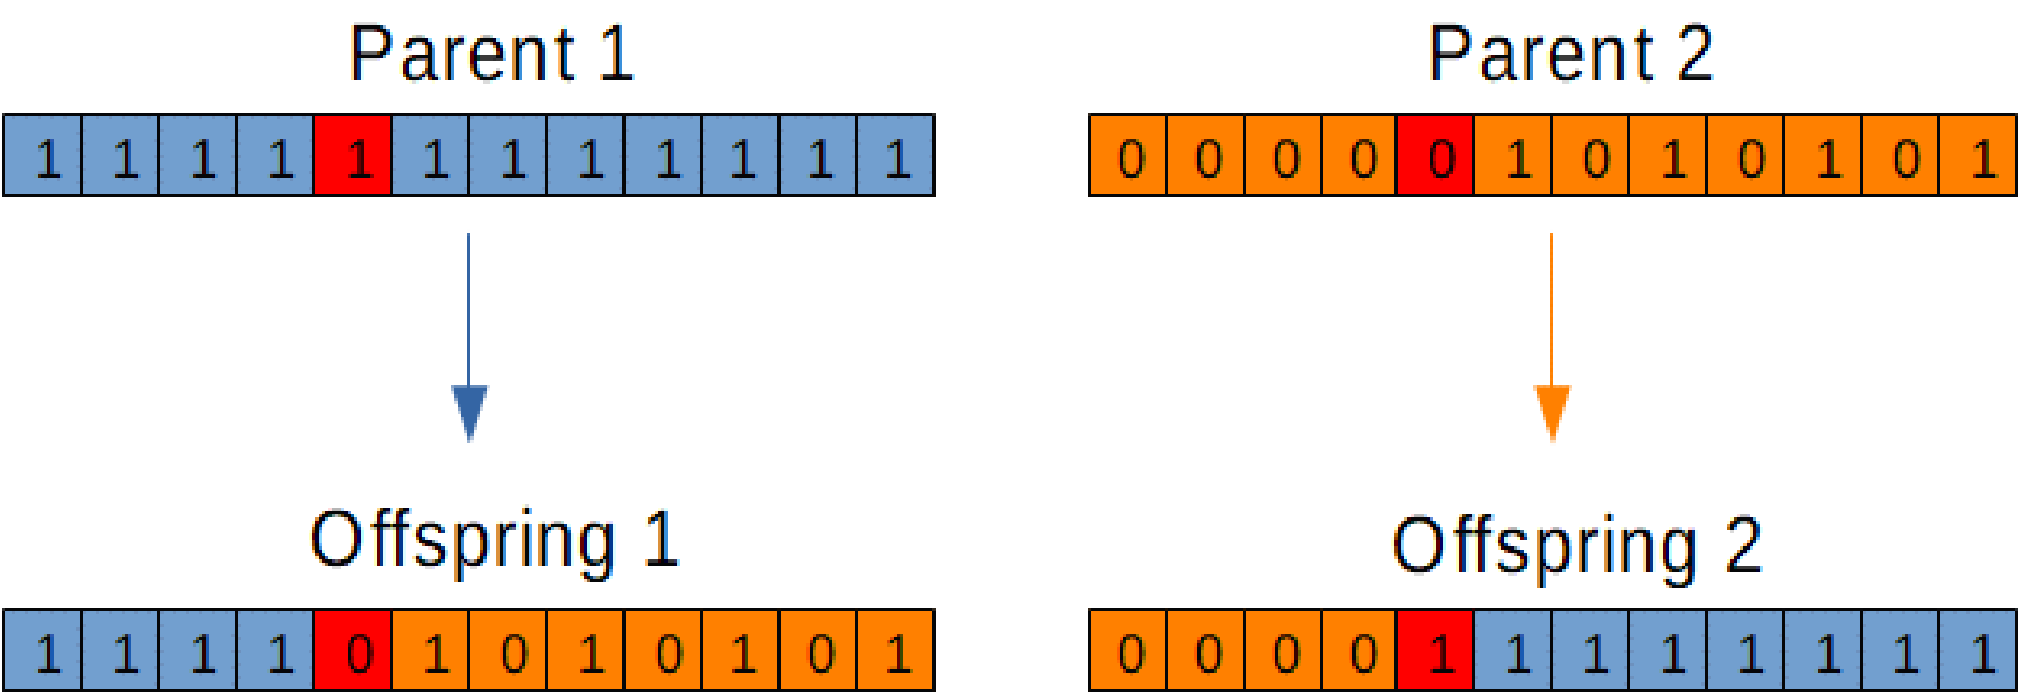 Parent 1
Parent 2
1 1 1 1 1 1 1 1 1 1 1 1
0 0 0 0 0 1 0 1 0 1 0 1
Offspring 1
Offspring 2
1 1 1 1 0 1 0 1 0 1 0 1
0 0 0 0 1 1 1 1 1 1 1 1